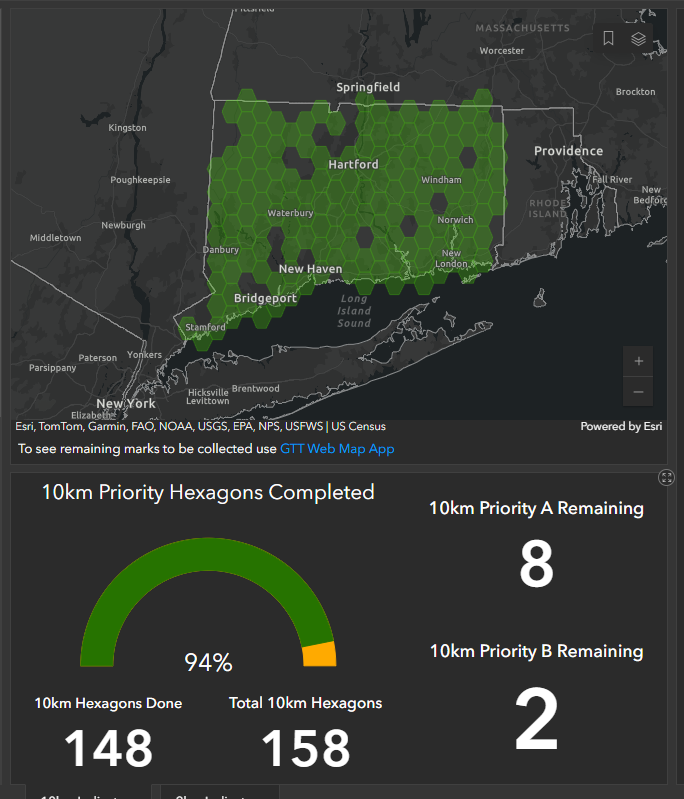 MASSACHUSETTS
Worcester
Springfield
Brockton
Kingston
Providence
Hartford
Poughkeepsie
Windham
Fall River
RHODE
ISLAND
New
Bedford
Waterbury
Norwich
Newburgh
Middletown
Danbury
New
London
New Haven
Bridgeport
Long
Island
Sound
Stamford
Paterson
Yonkers
Parsippany
Hicksville
Brentwood
Levittown
New York
Elizabeth
+
−
Esri, TomTom, Garmin, FAO, NOAA, USGS, EPA, NPS, USFWS | US Census
Powered by Esri
To see remaining marks to be collected use GTT Web Map App
10km Priority Hexagons Completed
94%
10km Hexagons Done
148
Total 10km Hexagons
158
10km Priority A Remaining
8
10km Priority B Remaining
2